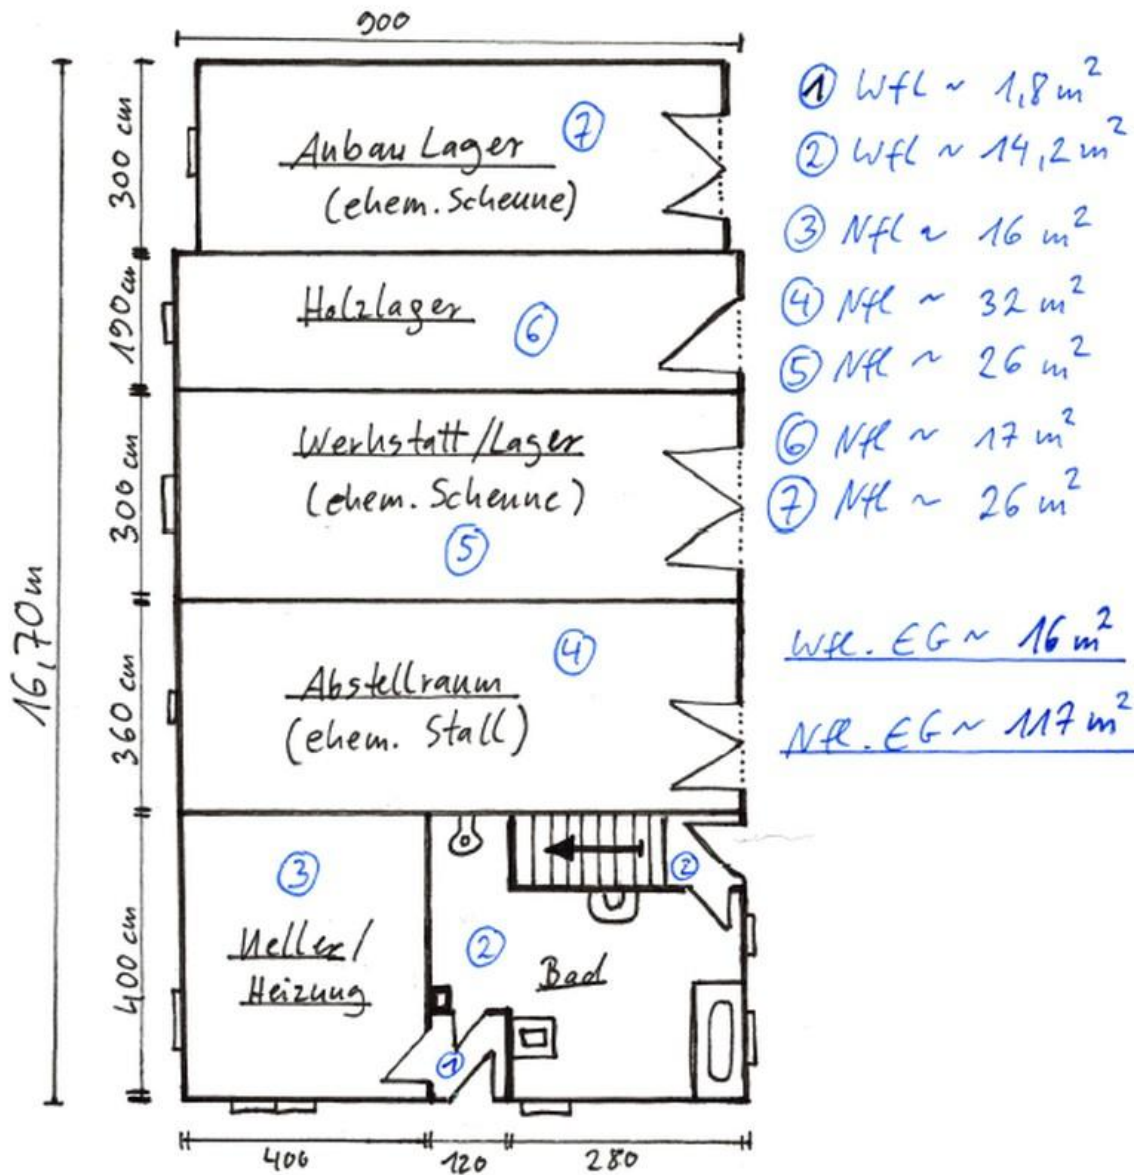 900
① Wfl ~ 1,8 m²
② Wfl ~ 14,2 m²
③ Nfl ~ 16 m²
④ Nfl ~ 32 m²
⑤ Nfl ~ 26 m²
⑥ Nfl ~ 17 m²
⑦ Nfl ~ 26 m²
Wfl. EG ~ 16 m²
Nfl. EG ~ 117 m²
16,70m
300 cm
190 cm
300 cm
360 cm
400 cm
⑦
Anbau Lager
(ehem. Scheune)
Holzlager
⑥
Werkstatt/Lager
(ehem. Scheune)
⑤
④
Abstellraum
(ehem. Stall)
③
②
Keller/
Heizung
②
Bad
①
400
120
280